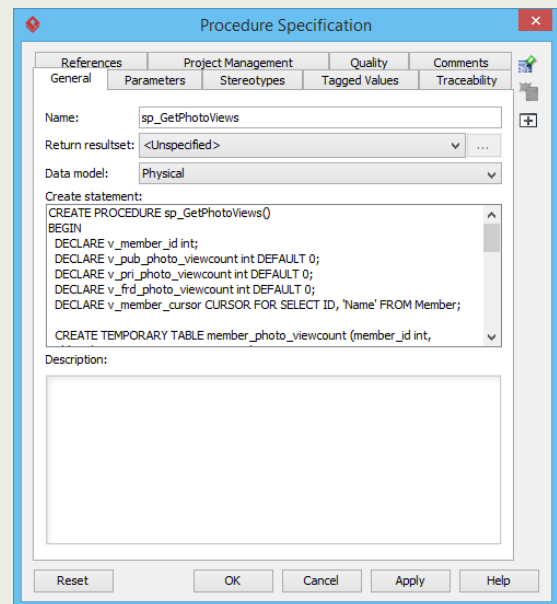 Procedure Specification
References Project Management Quality Comments
General Parameters Stereotypes Tagged Values Traceability
Name: sp_GetPhotoViews
Return resultset: <Unspecified> ...
Data model: Physical
Create statement:
CREATE PROCEDURE sp_GetPhotoViews()
BEGIN
DECLARE v_member_id int;
DECLARE v_pub_photo_viewcount int DEFAULT 0;
DECLARE v_pri_photo_viewcount int DEFAULT 0;
DECLARE v_frd_photo_viewcount int DEFAULT 0;
DECLARE v_member_cursor CURSOR FOR SELECT ID, 'Name' FROM Member;
CREATE TEMPORARY TABLE member_photo_viewcount (member_id int,
Description:
Reset OK Cancel Apply Help